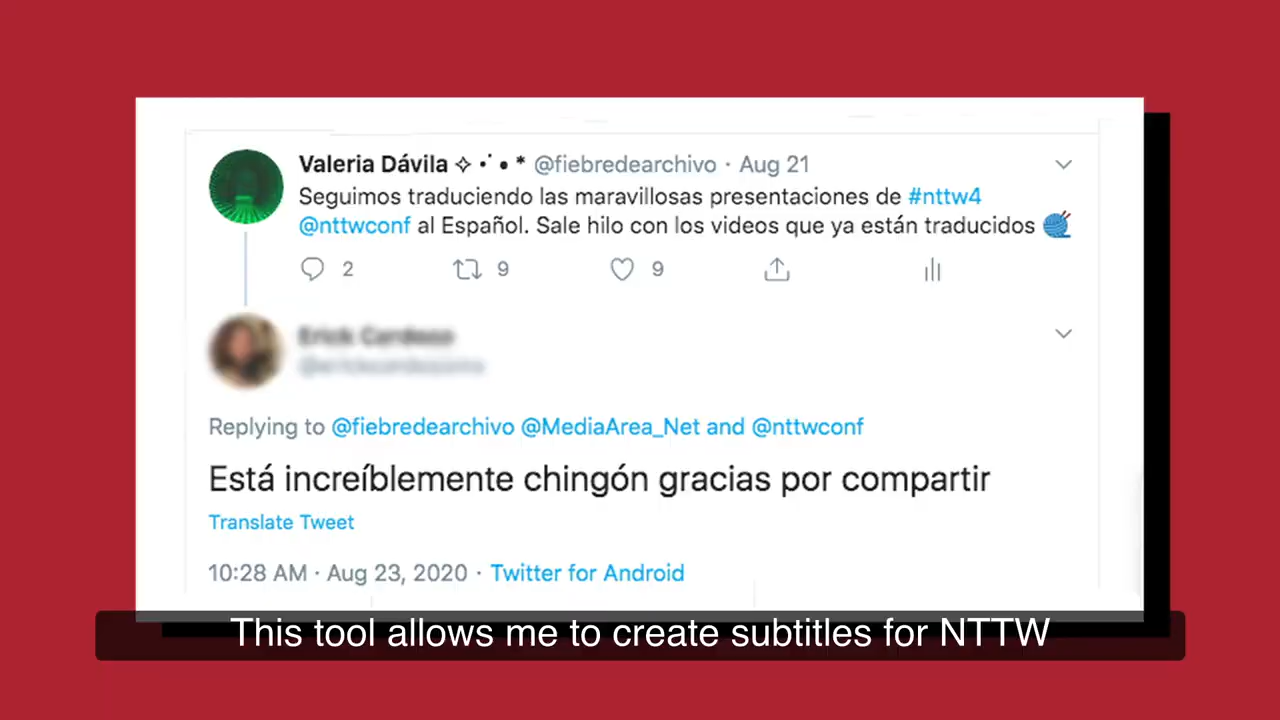 Valeria Dávila ✧ •˙ • * @fiebredearchivo · Aug 21
Seguimos traduciendo las maravillosas presentaciones de #nttw4
@nttwconf al Español. Sale hilo con los videos que ya están traducidos 🧶
2 9 9
Replying to @fiebredearchivo @MediaArea_Net and @nttwconf
Está increíblemente chingón gracias por compartir
Translate Tweet
10:28 AM · Aug 23, 2020 · Twitter for Android
This tool allows me to create subtitles for NTTW